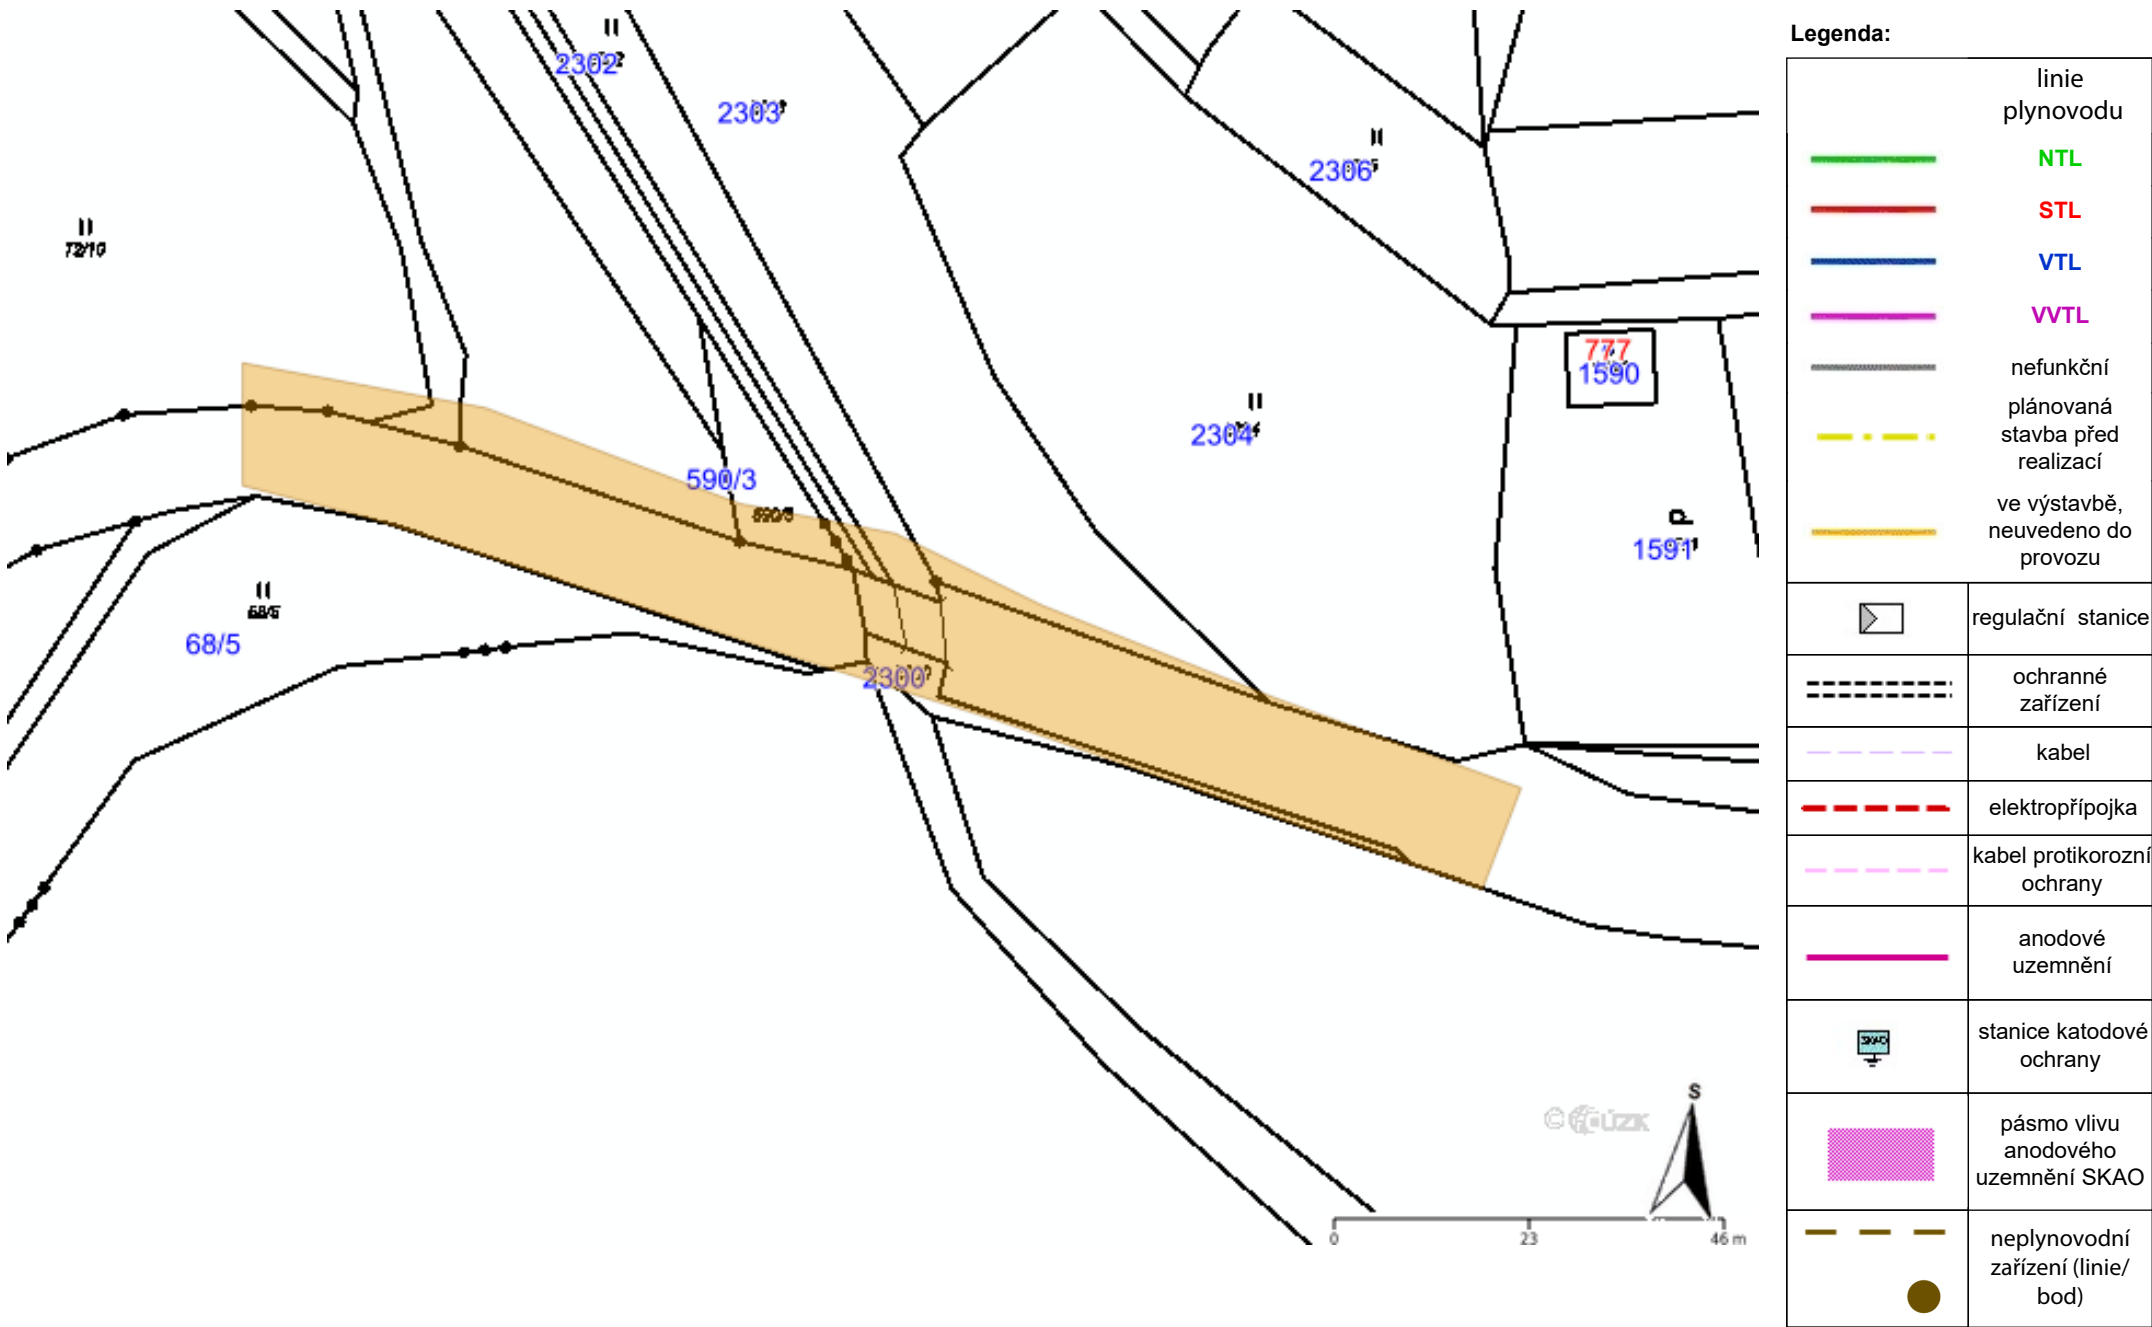 2302
2303
2306
72/10
777
1590
2304
590/3
590/3
1591
P
68/5
68/5
2300
S
0 23 46 m
Legenda:
linie
plynovodu
NTL
STL
VTL
VVTL
nefunkční
plánovaná
stavba před
realizací
ve výstavbě,
neuvedeno do
provozu
regulační stanice
ochranné
zařízení
kabel
elektropřípojka
kabel protikorozní
ochrany
anodové
uzemnění
SKAO
stanice katodové
ochrany
pásmo vlivu
anodového
uzemnění SKAO
neplynovodní
zařízení (linie/
bod)